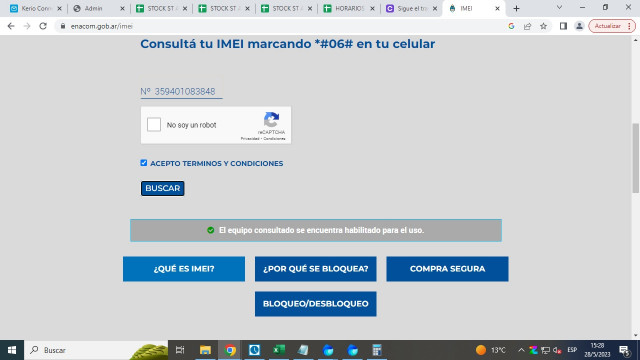 Kerio Conn
Admin
STOCK ST A
STOCK ST A
STOCK ST A
HORARIOS
Sigue el tra
IMEI
enacom.gob.ar/imei
Actualizar
Consultá tu IMEI marcando *#06# en tu celular
Nº 359401083848
No soy un robot
reCAPTCHA
Privacidad - Condiciones
ACEPTO TERMINOS Y CONDICIONES
BUSCAR
El equipo consultado se encuentra habilitado para el uso.
¿QUÉ ES IMEI?
¿POR QUÉ SE BLOQUEA?
COMPRA SEGURA
BLOQUEO/DESBLOQUEO
Buscar
13°C
ESP
15:28
28/5/2023